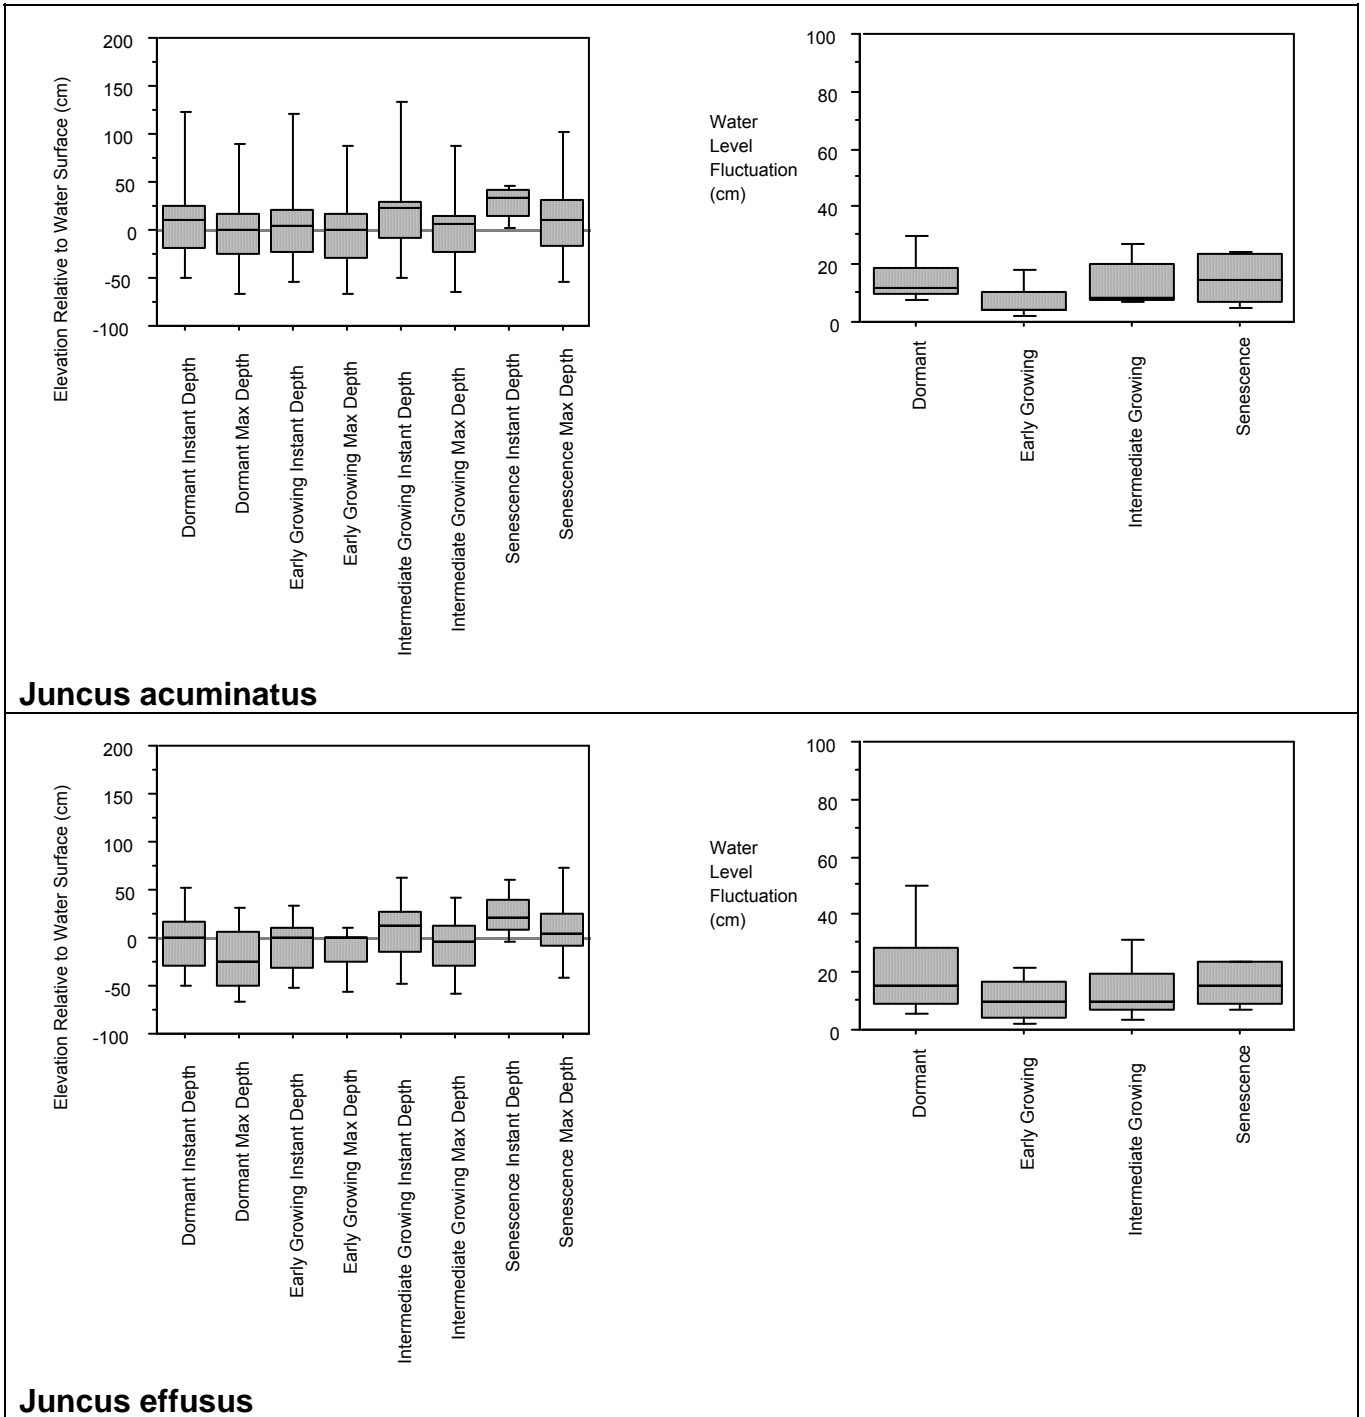 Elevation Relative to Water Surface (cm)
200
150
100
50
0
-50
-100
Dormant Instant Depth
Dormant Max Depth
Early Growing Instant Depth
Early Growing Max Depth
Intermediate Growing Instant Depth
Intermediate Growing Max Depth
Senescence Instant Depth
Senescence Max Depth
Water
Level
Fluctuation
(cm)
100
80
60
40
20
0
Dormant
Early Growing
Intermediate Growing
Senescence
Juncus acuminatus
Elevation Relative to Water Surface (cm)
200
150
100
50
0
-50
-100
Dormant Instant Depth
Dormant Max Depth
Early Growing Instant Depth
Early Growing Max Depth
Intermediate Growing Instant Depth
Intermediate Growing Max Depth
Senescence Instant Depth
Senescence Max Depth
Water
Level
Fluctuation
(cm)
100
80
60
40
20
0
Dormant
Early Growing
Intermediate Growing
Senescence
Juncus effusus